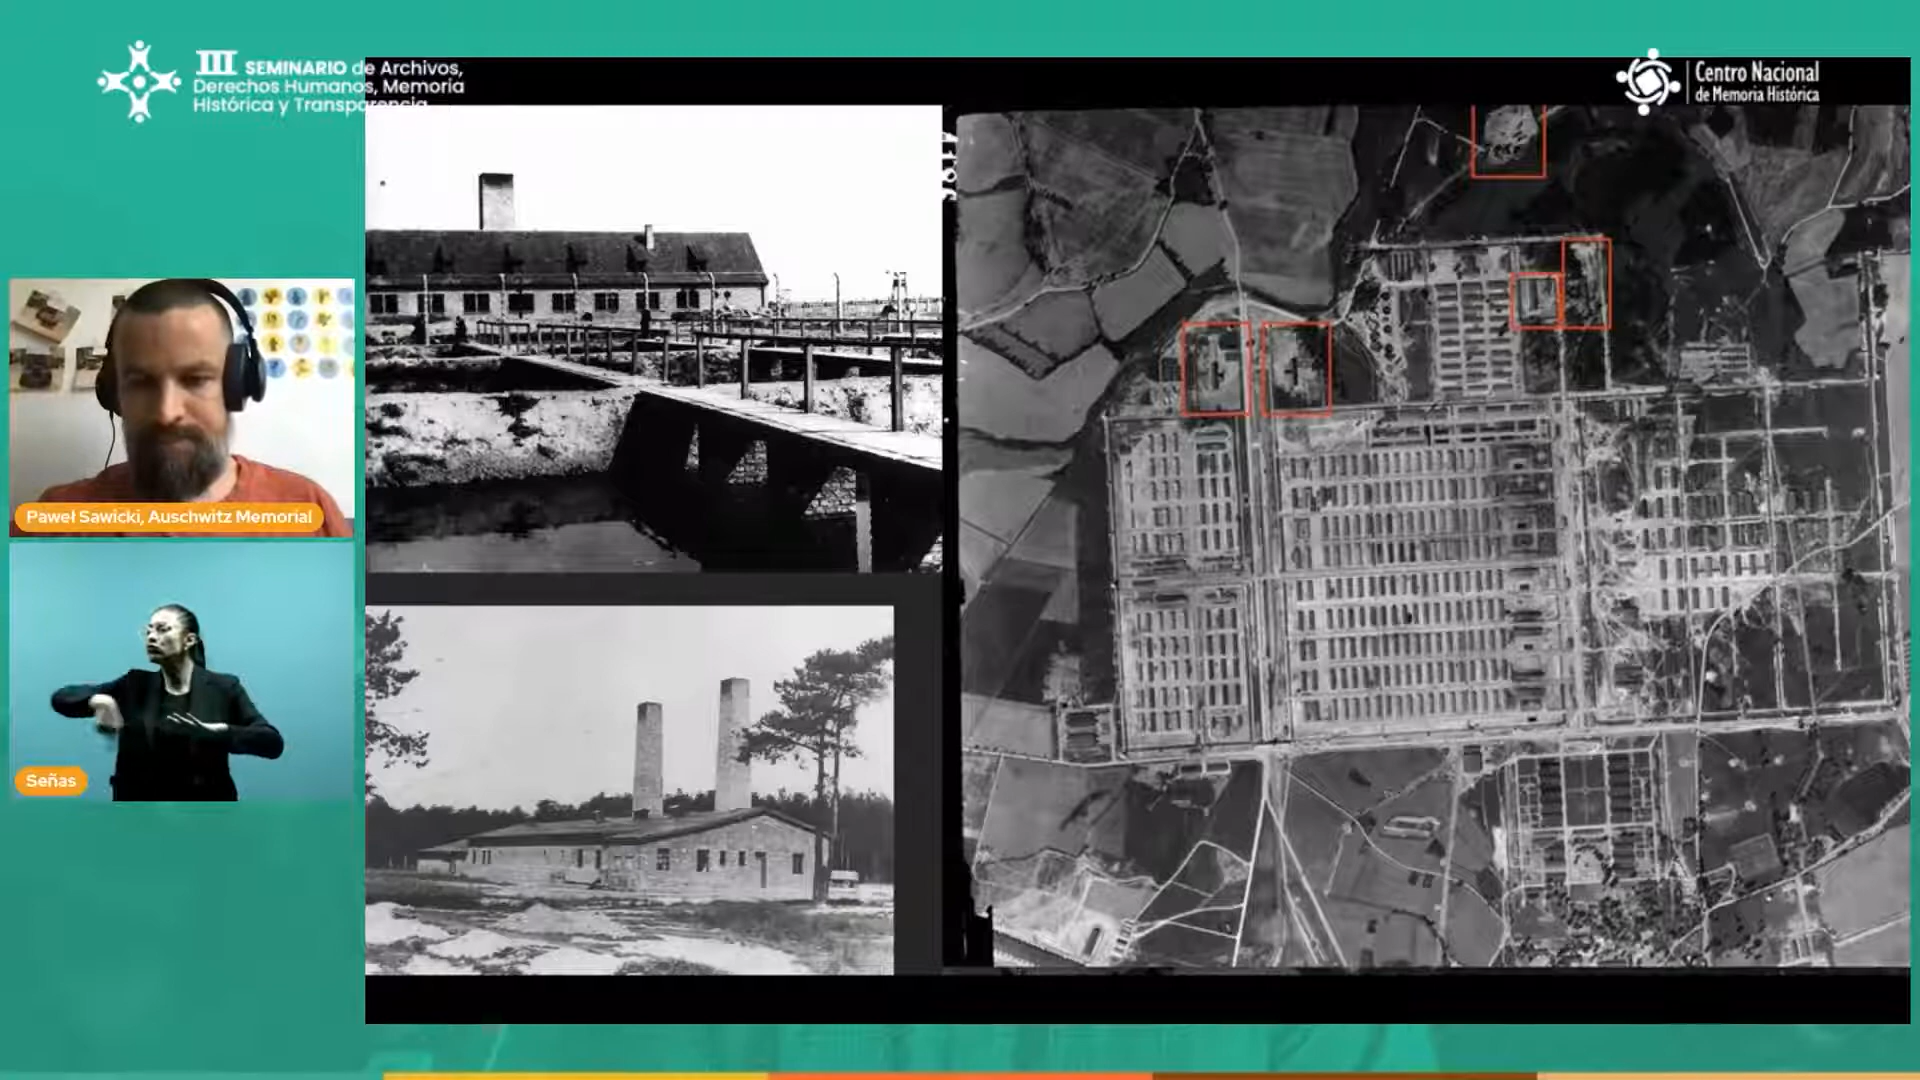 III SEMINARIO de Archivos,
Derechos Humanos, Memoria
Histórica y Transparencia
Centro Nacional
de Memoria Histórica
Paweł Sawicki, Auschwitz Memorial
Señas